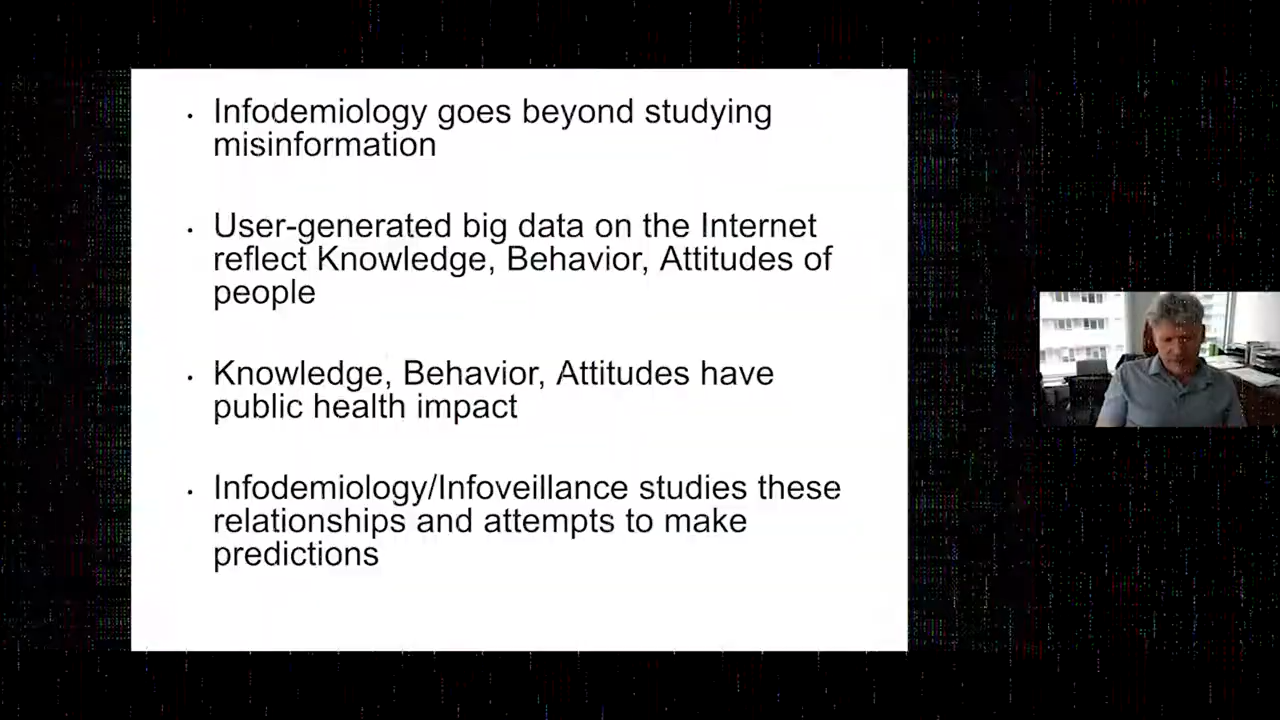 · Infodemiology goes beyond studying
misinformation
· User-generated big data on the Internet
reflect Knowledge, Behavior, Attitudes of
people
· Knowledge, Behavior, Attitudes have
public health impact
· Infodemiology/Infoveillance studies these
relationships and attempts to make
predictions